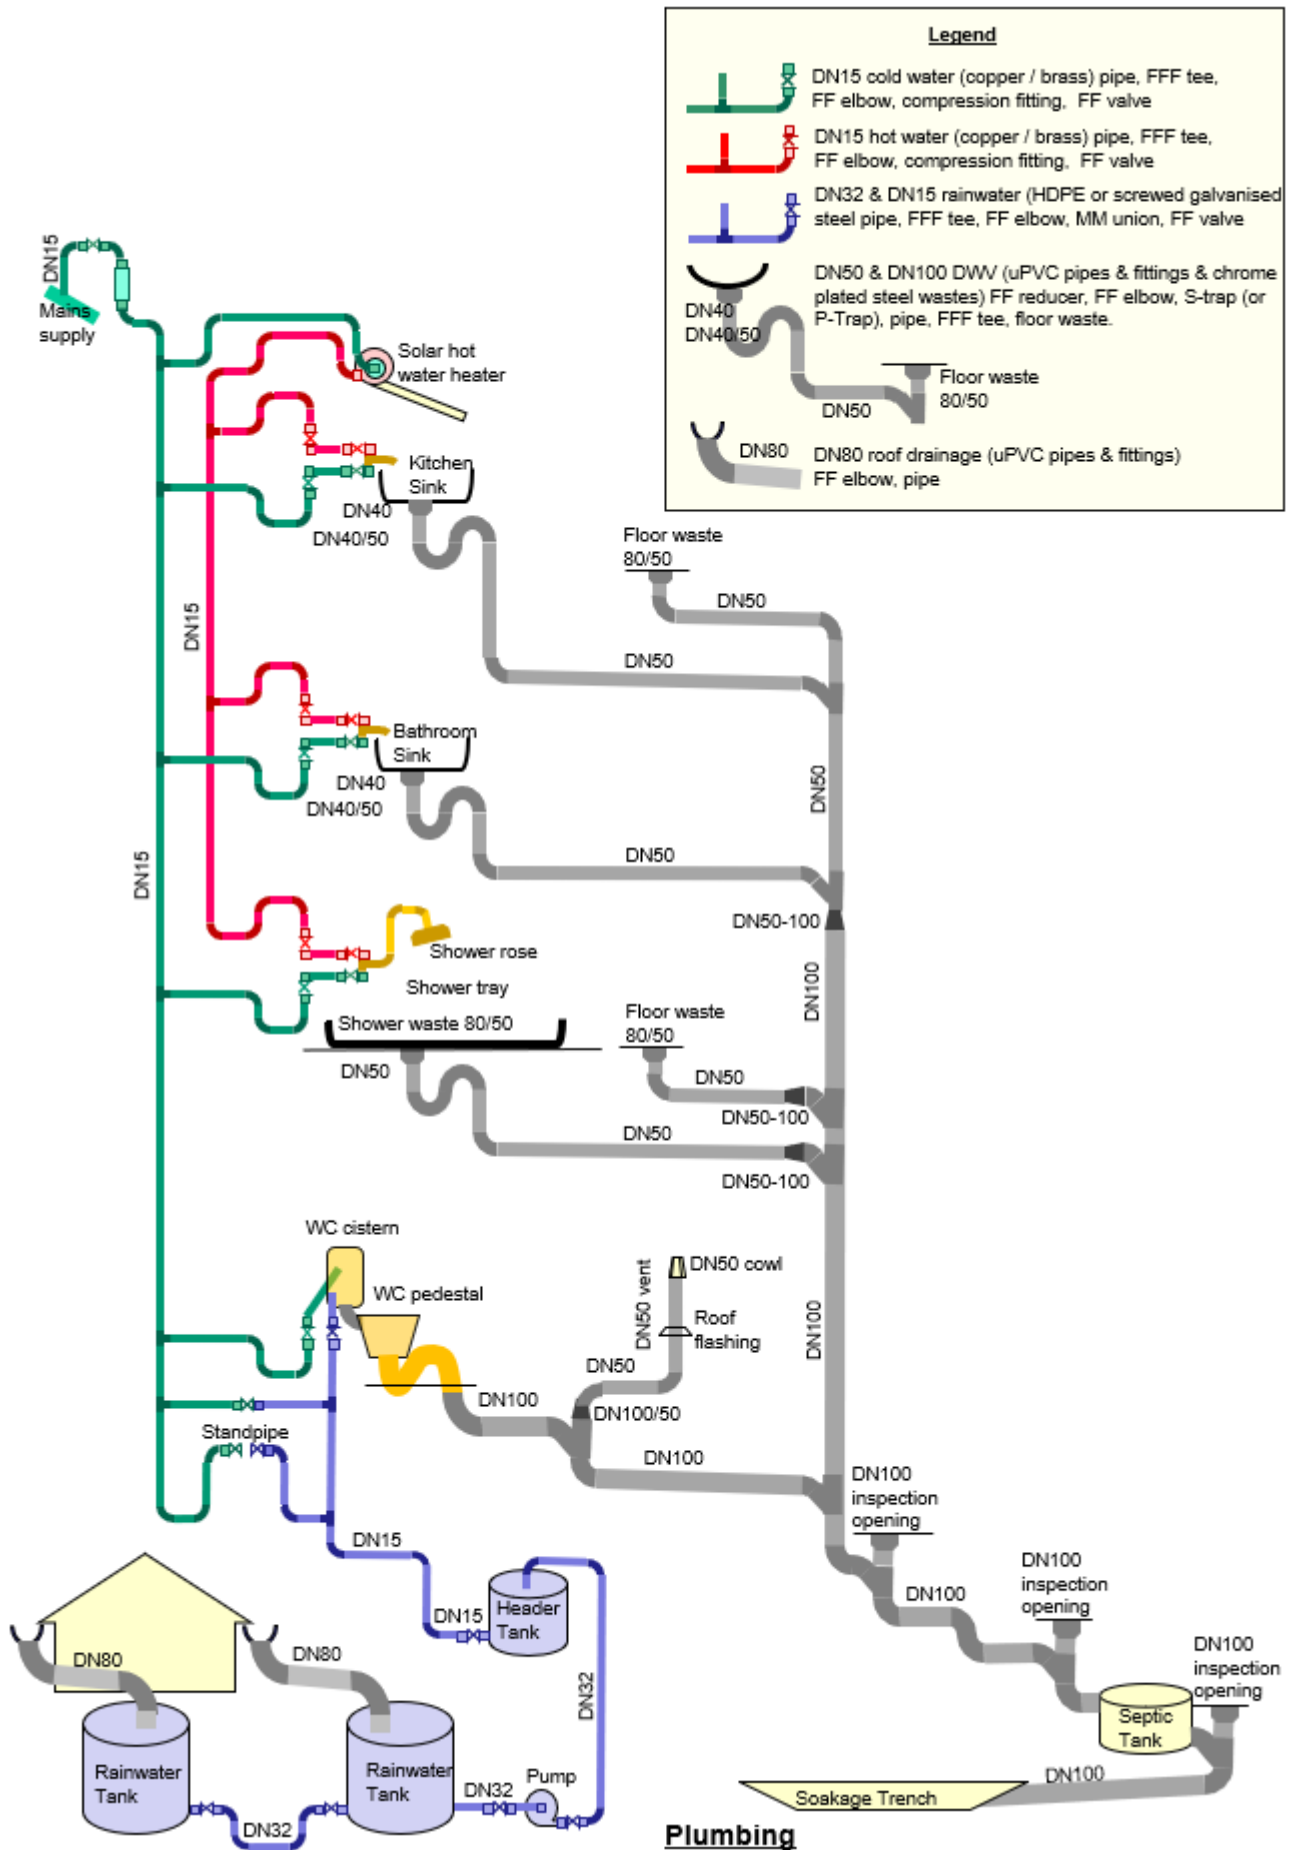 Legend
DN15 cold water (copper / brass) pipe, FFF tee,
FF elbow, compression fitting, FF valve
DN15 hot water (copper / brass) pipe, FFF tee,
FF elbow, compression fitting, FF valve
DN32 & DN15 rainwater (HDPE or screwed galvanised
steel pipe, FFF tee, FF elbow, MM union, FF valve
DN50 & DN100 DWV (uPVC pipes & fittings & chrome
plated steel wastes) FF reducer, FF elbow, S-trap (or
P-Trap), pipe, FFF tee, floor waste.
DN40
DN40/50
DN50
Floor waste
80/50
DN80
DN80 roof drainage (uPVC pipes & fittings)
FF elbow, pipe
DN15
Mains
supply
Solar hot
water heater
Kitchen
Sink
DN40
DN40/50
Floor waste
80/50
DN50
DN15
DN50
Bathroom
Sink
DN40
DN40/50
DN50
DN50
DN15
DN50-100
Shower rose
DN100
Shower tray
Shower waste 80/50
Floor waste
80/50
DN50
DN50
DN50-100
DN50
DN50-100
WC cistern
WC pedestal
DN50 vent
DN50 cowl
Roof
flashing
DN100
DN50
DN100
DN100/50
Standpipe
DN100
DN100
inspection
opening
DN15
DN100
inspection
opening
DN100
DN15
Header
Tank
DN100
inspection
opening
DN80
DN80
DN32
Septic
Tank
Rainwater
Tank
Rainwater
Tank
DN32
Pump
DN100
Soakage Trench
DN32
Plumbing